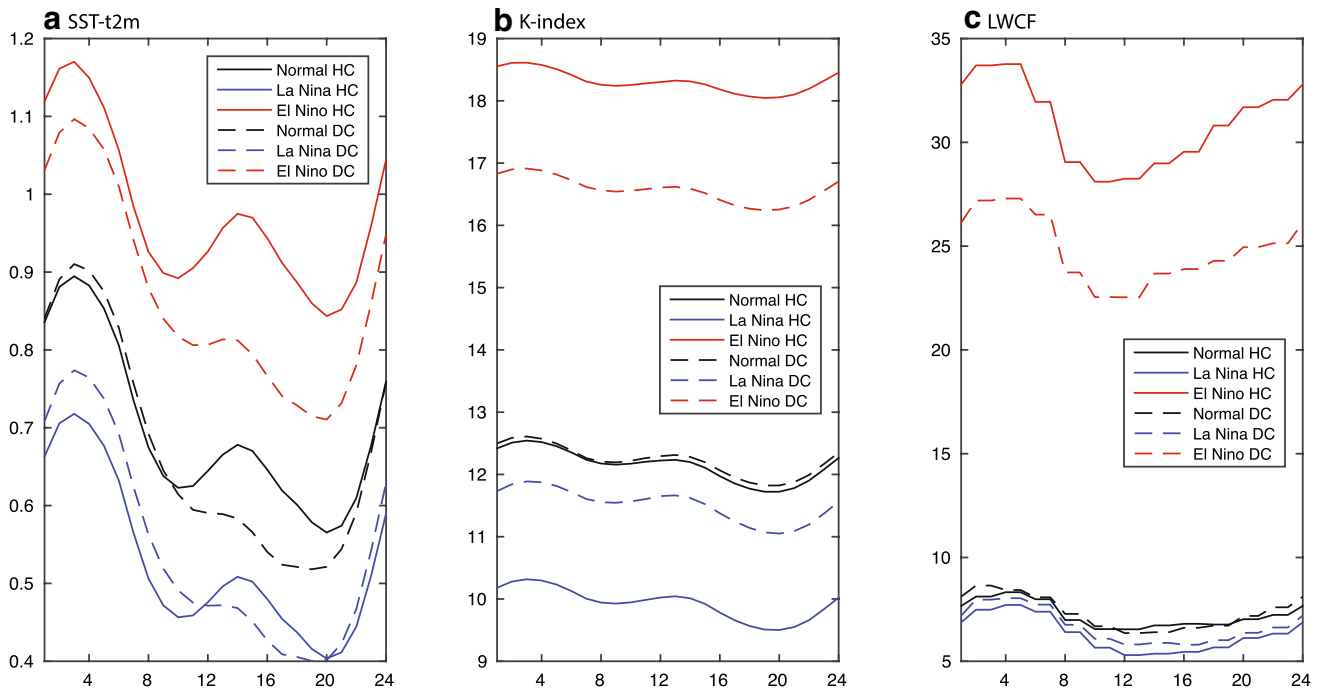 a SST-t2m
1.2
1.1
1
0.9
0.8
0.7
0.6
0.5
0.4
4 8 12 16 20 24
Normal HC
La Nina HC
El Nino HC
Normal DC
La Nina DC
El Nino DC
b K-index
19
18
17
16
15
14
13
12
11
10
9
4 8 12 16 20 24
Normal HC
La Nina HC
El Nino HC
Normal DC
La Nina DC
El Nino DC
c LWCF
35
30
25
20
15
10
5
4 8 12 16 20 24
Normal HC
La Nina HC
El Nino HC
Normal DC
La Nina DC
El Nino DC